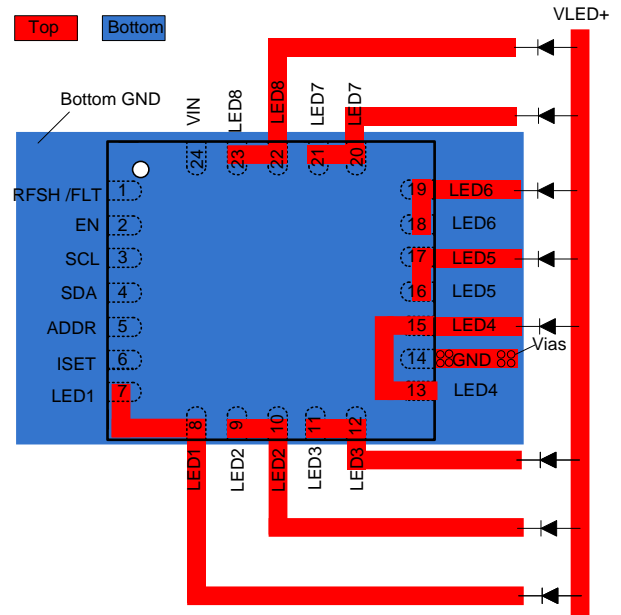 Top
Bottom
VLED+
Bottom GND
VIN
LED8
LED8
LED7
LED7
24
23
22
21
20
RFSH /FLT
1
EN
2
SCL
3
SDA
4
ADDR
5
ISET
6
LED1
7
19
LED6
18
LED6
17
LED5
16
LED5
15
LED4
Vias
14
GND
13
LED4
8
9
10
11
12
LED1
LED2
LED2
LED3
LED3